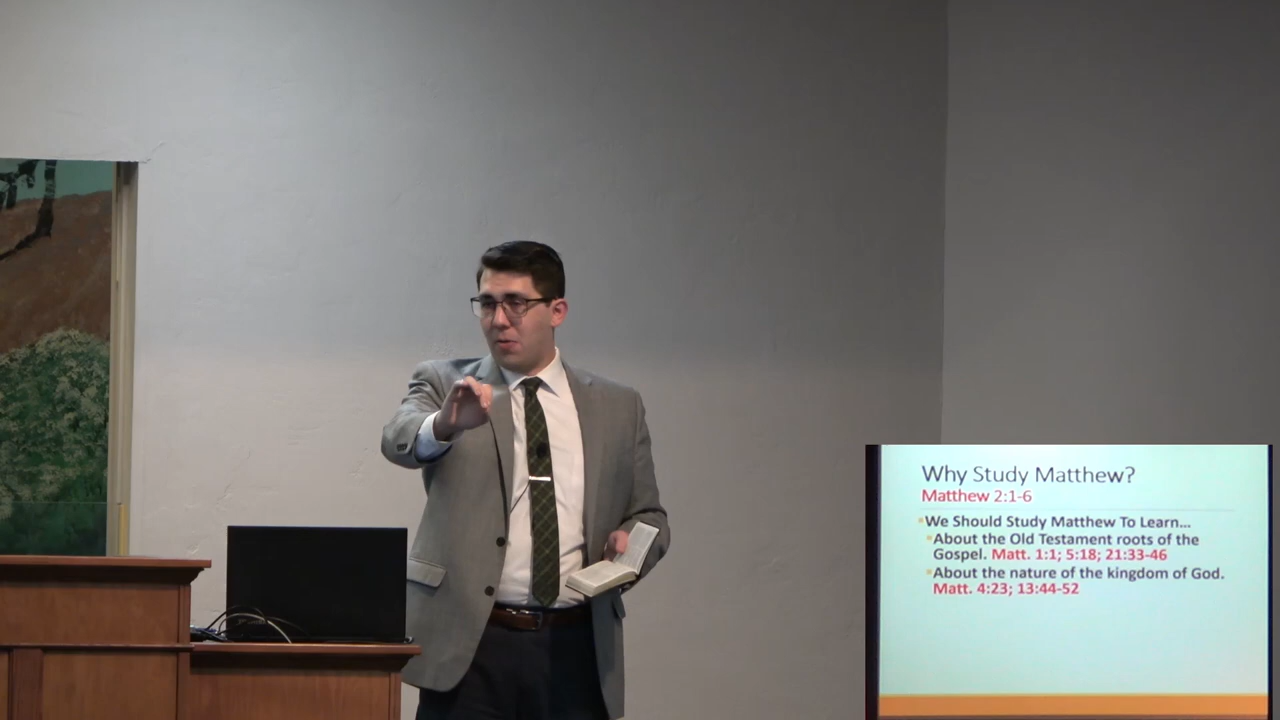 Why Study Matthew?
Matthew 2:1-6
We Should Study Matthew To Learn...
About the Old Testament roots of the
Gospel. Matt. 1:1; 5:18; 21:33-46
About the nature of the kingdom of God.
Matt. 4:23; 13:44-52